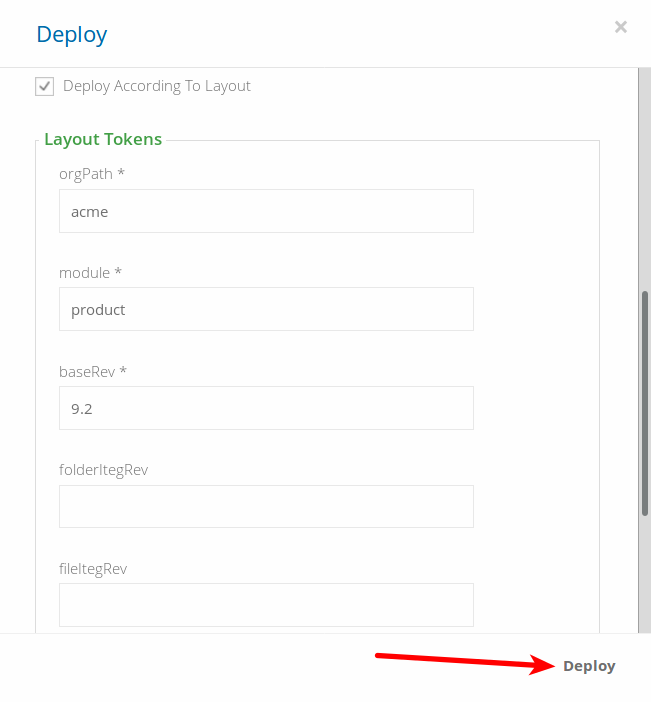 Deploy
×
Deploy According To Layout
Layout Tokens
orgPath *
acme
module *
product
baseRev *
9.2
folderItegRev
fileItegRev
Deploy